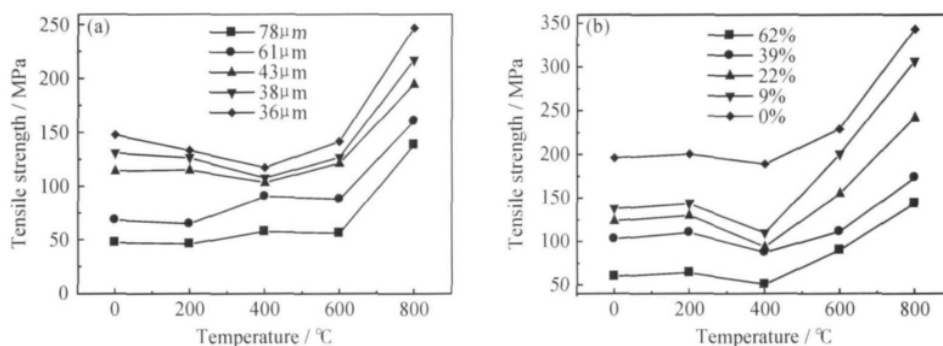 (a)
78μm
61μm
43μm
38μm
36μm
250
200
150
100
50
0
Tensile strength / MPa
0 200 400 600 800
Temperature / ℃
(b)
62%
39%
22%
9%
0%
350
300
250
200
150
100
50
Tensile strength / MPa
0 200 400 600 800
Temperature / ℃